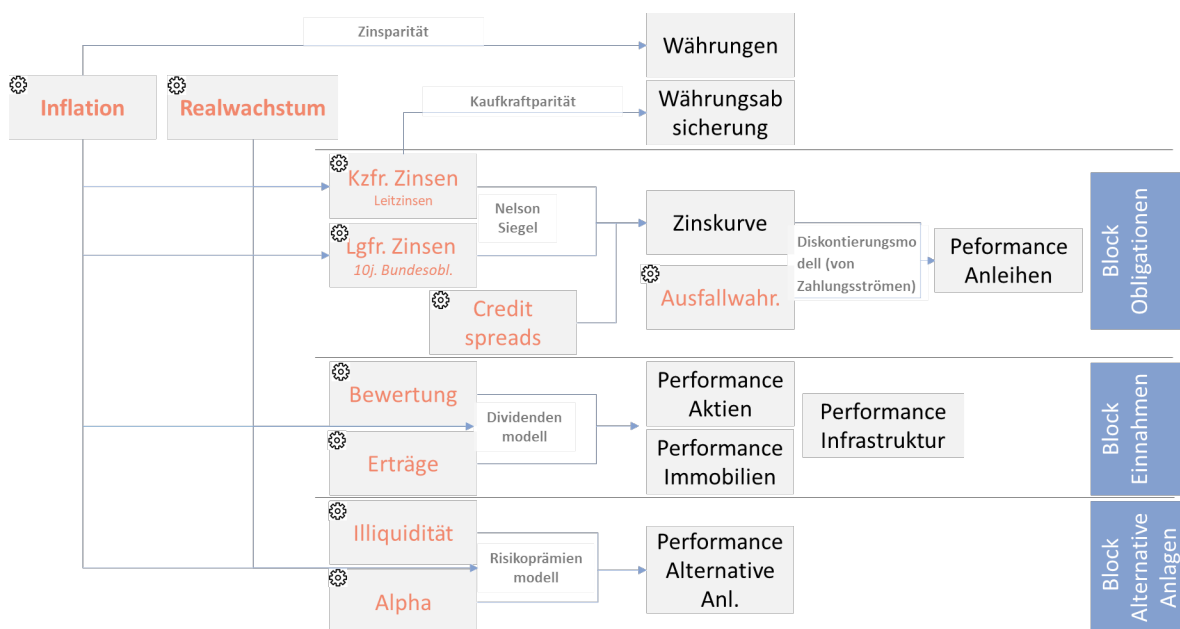 Zinsparität
Währungen
Inflation
Realwachstum
Kaufkraftparität
Währungsab
sicherung
Kzfr. Zinsen
Leitzinsen
Nelson
Siegel
Lgfr. Zinsen
10j. Bundesobl.
Zinskurve
Diskontierungsmo
dell (von
Zahlungsströmen)
Peformance
Anleihen
Block
Obligationen
Credit
spreads
Ausfallwahr.
Bewertung
Dividenden
modell
Erträge
Performance
Aktien
Performance
Immobilien
Performance
Infrastruktur
Block
Einnahmen
Illiquidität
Risikoprämien
modell
Alpha
Performance
Alternative
Anl.
Block
Alternative
Anlagen